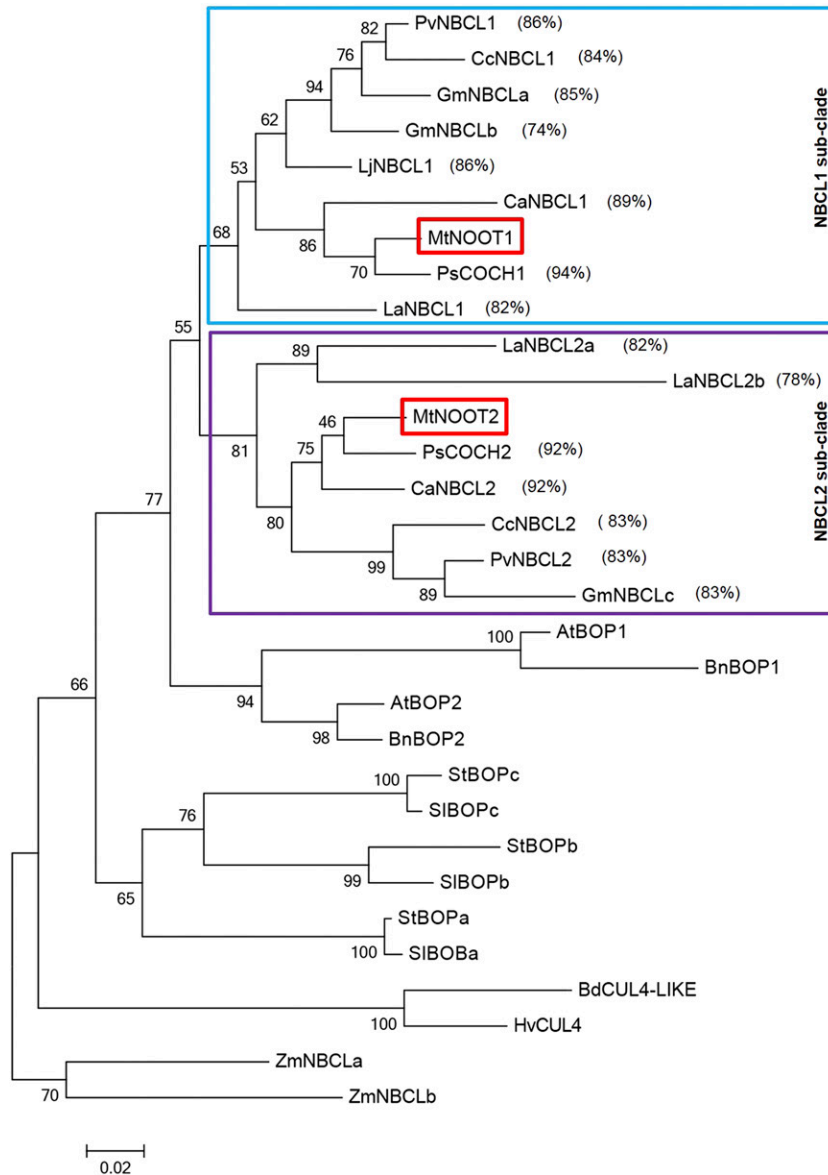 PvNBCL1 (86%)
82
CcNBCL1 (84%)
76
GmNBCLa (85%)
94
GmNBCLb (74%)
62
LjNBCL1 (86%)
53
CaNBCL1 (89%)
MtNOOT1
86
68
PsCOCH1 (94%)
70
LaNBCL1 (82%)
NBCL1 sub-clade
55
LaNBCL2a (82%)
89
LaNBCL2b (78%)
MtNOOT2
46
81
75
PsCOCH2 (92%)
CaNBCL2 (92%)
77
80
CcNBCL2 ( 83%)
99
PvNBCL2 (83%)
89
GmNBCLc (83%)
NBCL2 sub-clade
100
AtBOP1
BnBOP1
66
94
AtBOP2
98
BnBOP2
100
StBOPc
SlBOPc
76
StBOPb
99
SlBOPb
65
StBOPa
100
SlBOBa
BdCUL4-LIKE
100
HvCUL4
ZmNBCLa
70
ZmNBCLb
0.02